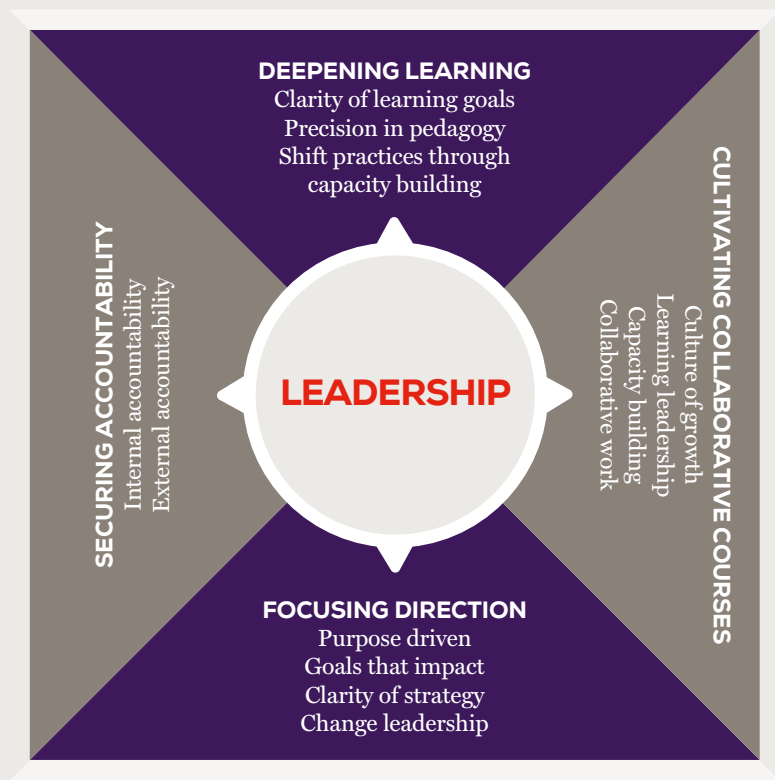 DEEPENING LEARNING
Clarity of learning goals
Precision in pedagogy
Shift practices through
capacity building
SECURING ACCOUNTABILITY
Internal accountability
External accountability
LEADERSHIP
CULTIVATING COLLABORATIVE COURSES
Culture of growth
Learning leadership
Capacity building
Collaborative work
FOCUSING DIRECTION
Purpose driven
Goals that impact
Clarity of strategy
Change leadership